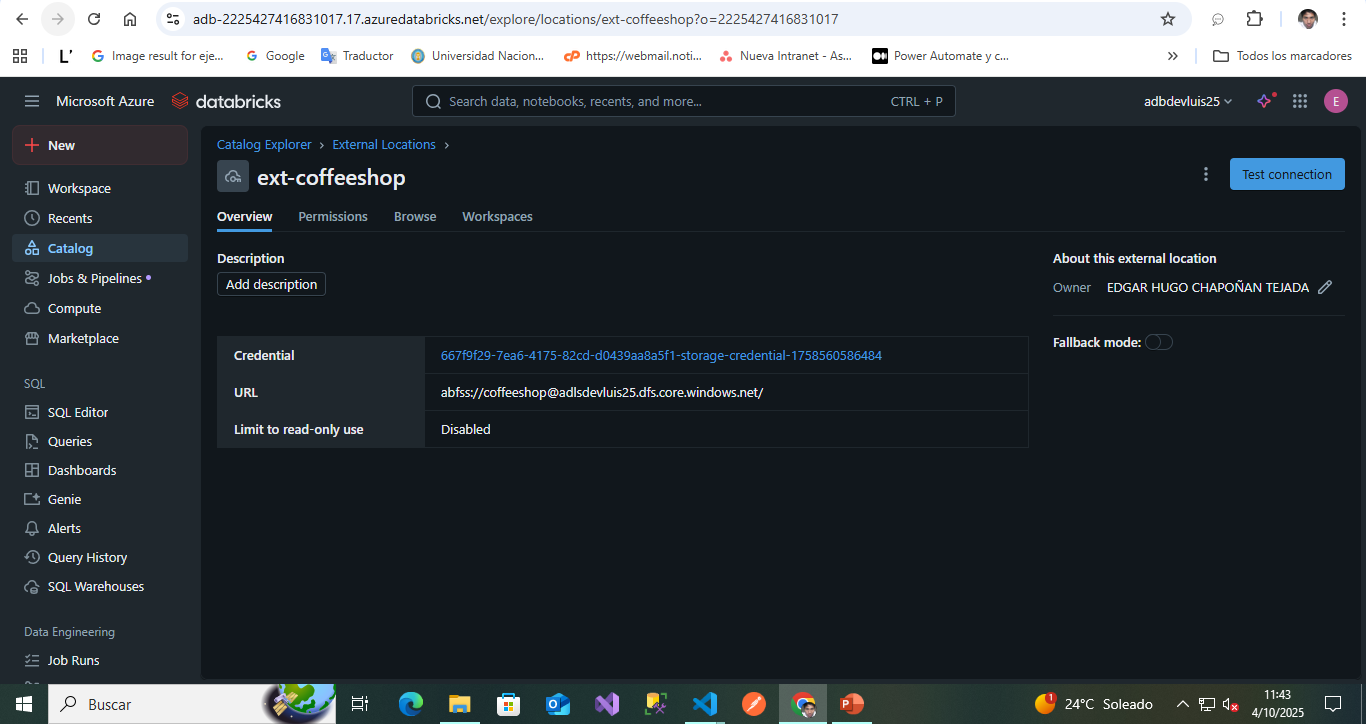 adb-2225427416831017.17.azuredatabricks.net/explore/locations/ext-coffeeshop?o=2225427416831017
L'
Image result for eje...
Google
Traductor
Universidad Nacion...
https://webmail.noti...
Nueva Intranet - As...
Power Automate y c...
»
Todos los marcadores
Microsoft Azure
databricks
Search data, notebooks, recents, and more...
CTRL + P
adbdevluis25
E
New
Workspace
Recents
Catalog
Jobs & Pipelines
Compute
Marketplace
SQL
SQL Editor
Queries
Dashboards
Genie
Alerts
Query History
SQL Warehouses
Data Engineering
Job Runs
Catalog Explorer › External Locations ›
ext-coffeeshop
Test connection
Overview
Permissions
Browse
Workspaces
Description
Add description
Credential
667f9f29-7ea6-4175-82cd-d0439aa8a5f1-storage-credential-1758560586484
URL
abfss://coffeeshop@adlsdevluis25.dfs.core.windows.net/
Limit to read-only use
Disabled
About this external location
Owner
EDGAR HUGO CHAPOÑAN TEJADA
Fallback mode:
Buscar
1
24°C Soleado
11:43
4/10/2025